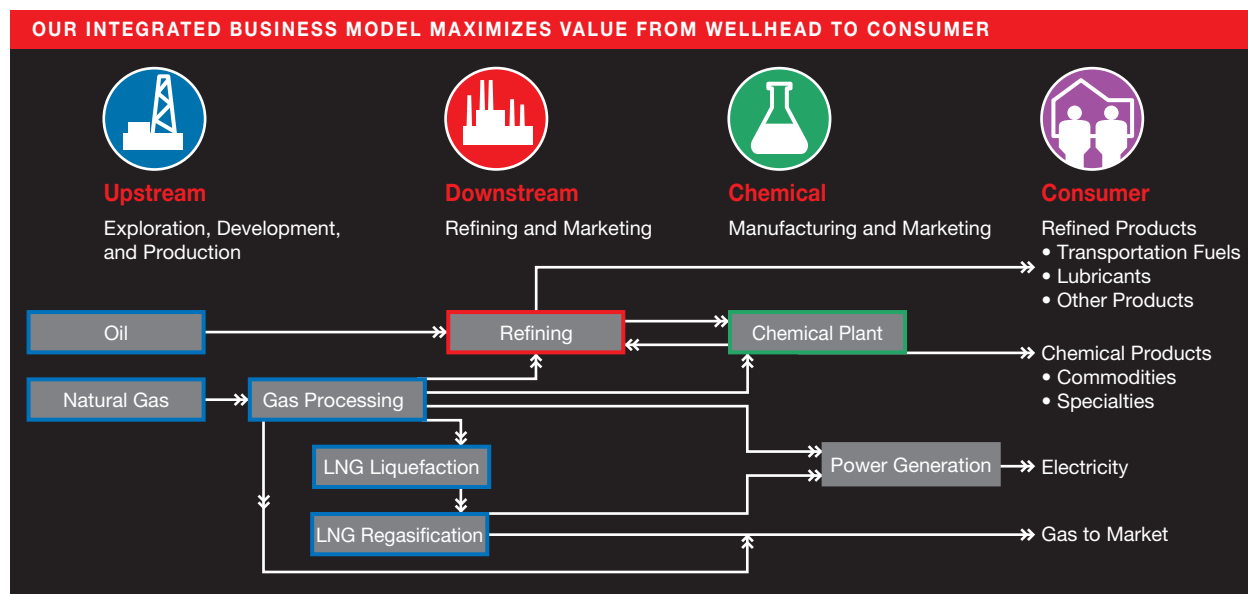 OUR INTEGRATED BUSINESS MODEL MAXIMIZES VALUE FROM WELLHEAD TO CONSUMER
Upstream
Exploration, Development,
and Production
Downstream
Refining and Marketing
Chemical
Manufacturing and Marketing
Consumer
Refined Products
• Transportation Fuels
• Lubricants
• Other Products
Oil
Refining
Chemical Plant
Chemical Products
• Commodities
• Specialties
Natural Gas
Gas Processing
LNG Liquefaction
Power Generation
Electricity
LNG Regasification
Gas to Market